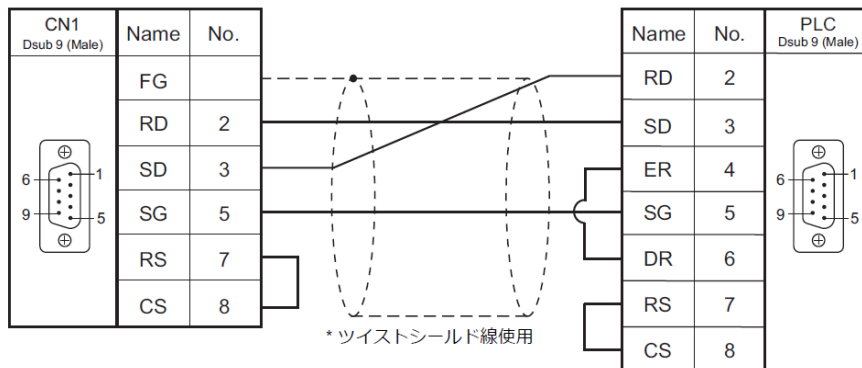 CN1
Dsub 9 (Male)
Name No.
FG
RD 2
SD 3
SG 5
RS 7
CS 8
6 1
9 5
* ツイストシールド線使用
Name No.
RD 2
SD 3
ER 4
SG 5
DR 6
RS 7
CS 8
PLC
Dsub 9 (Male)
6 1
9 5